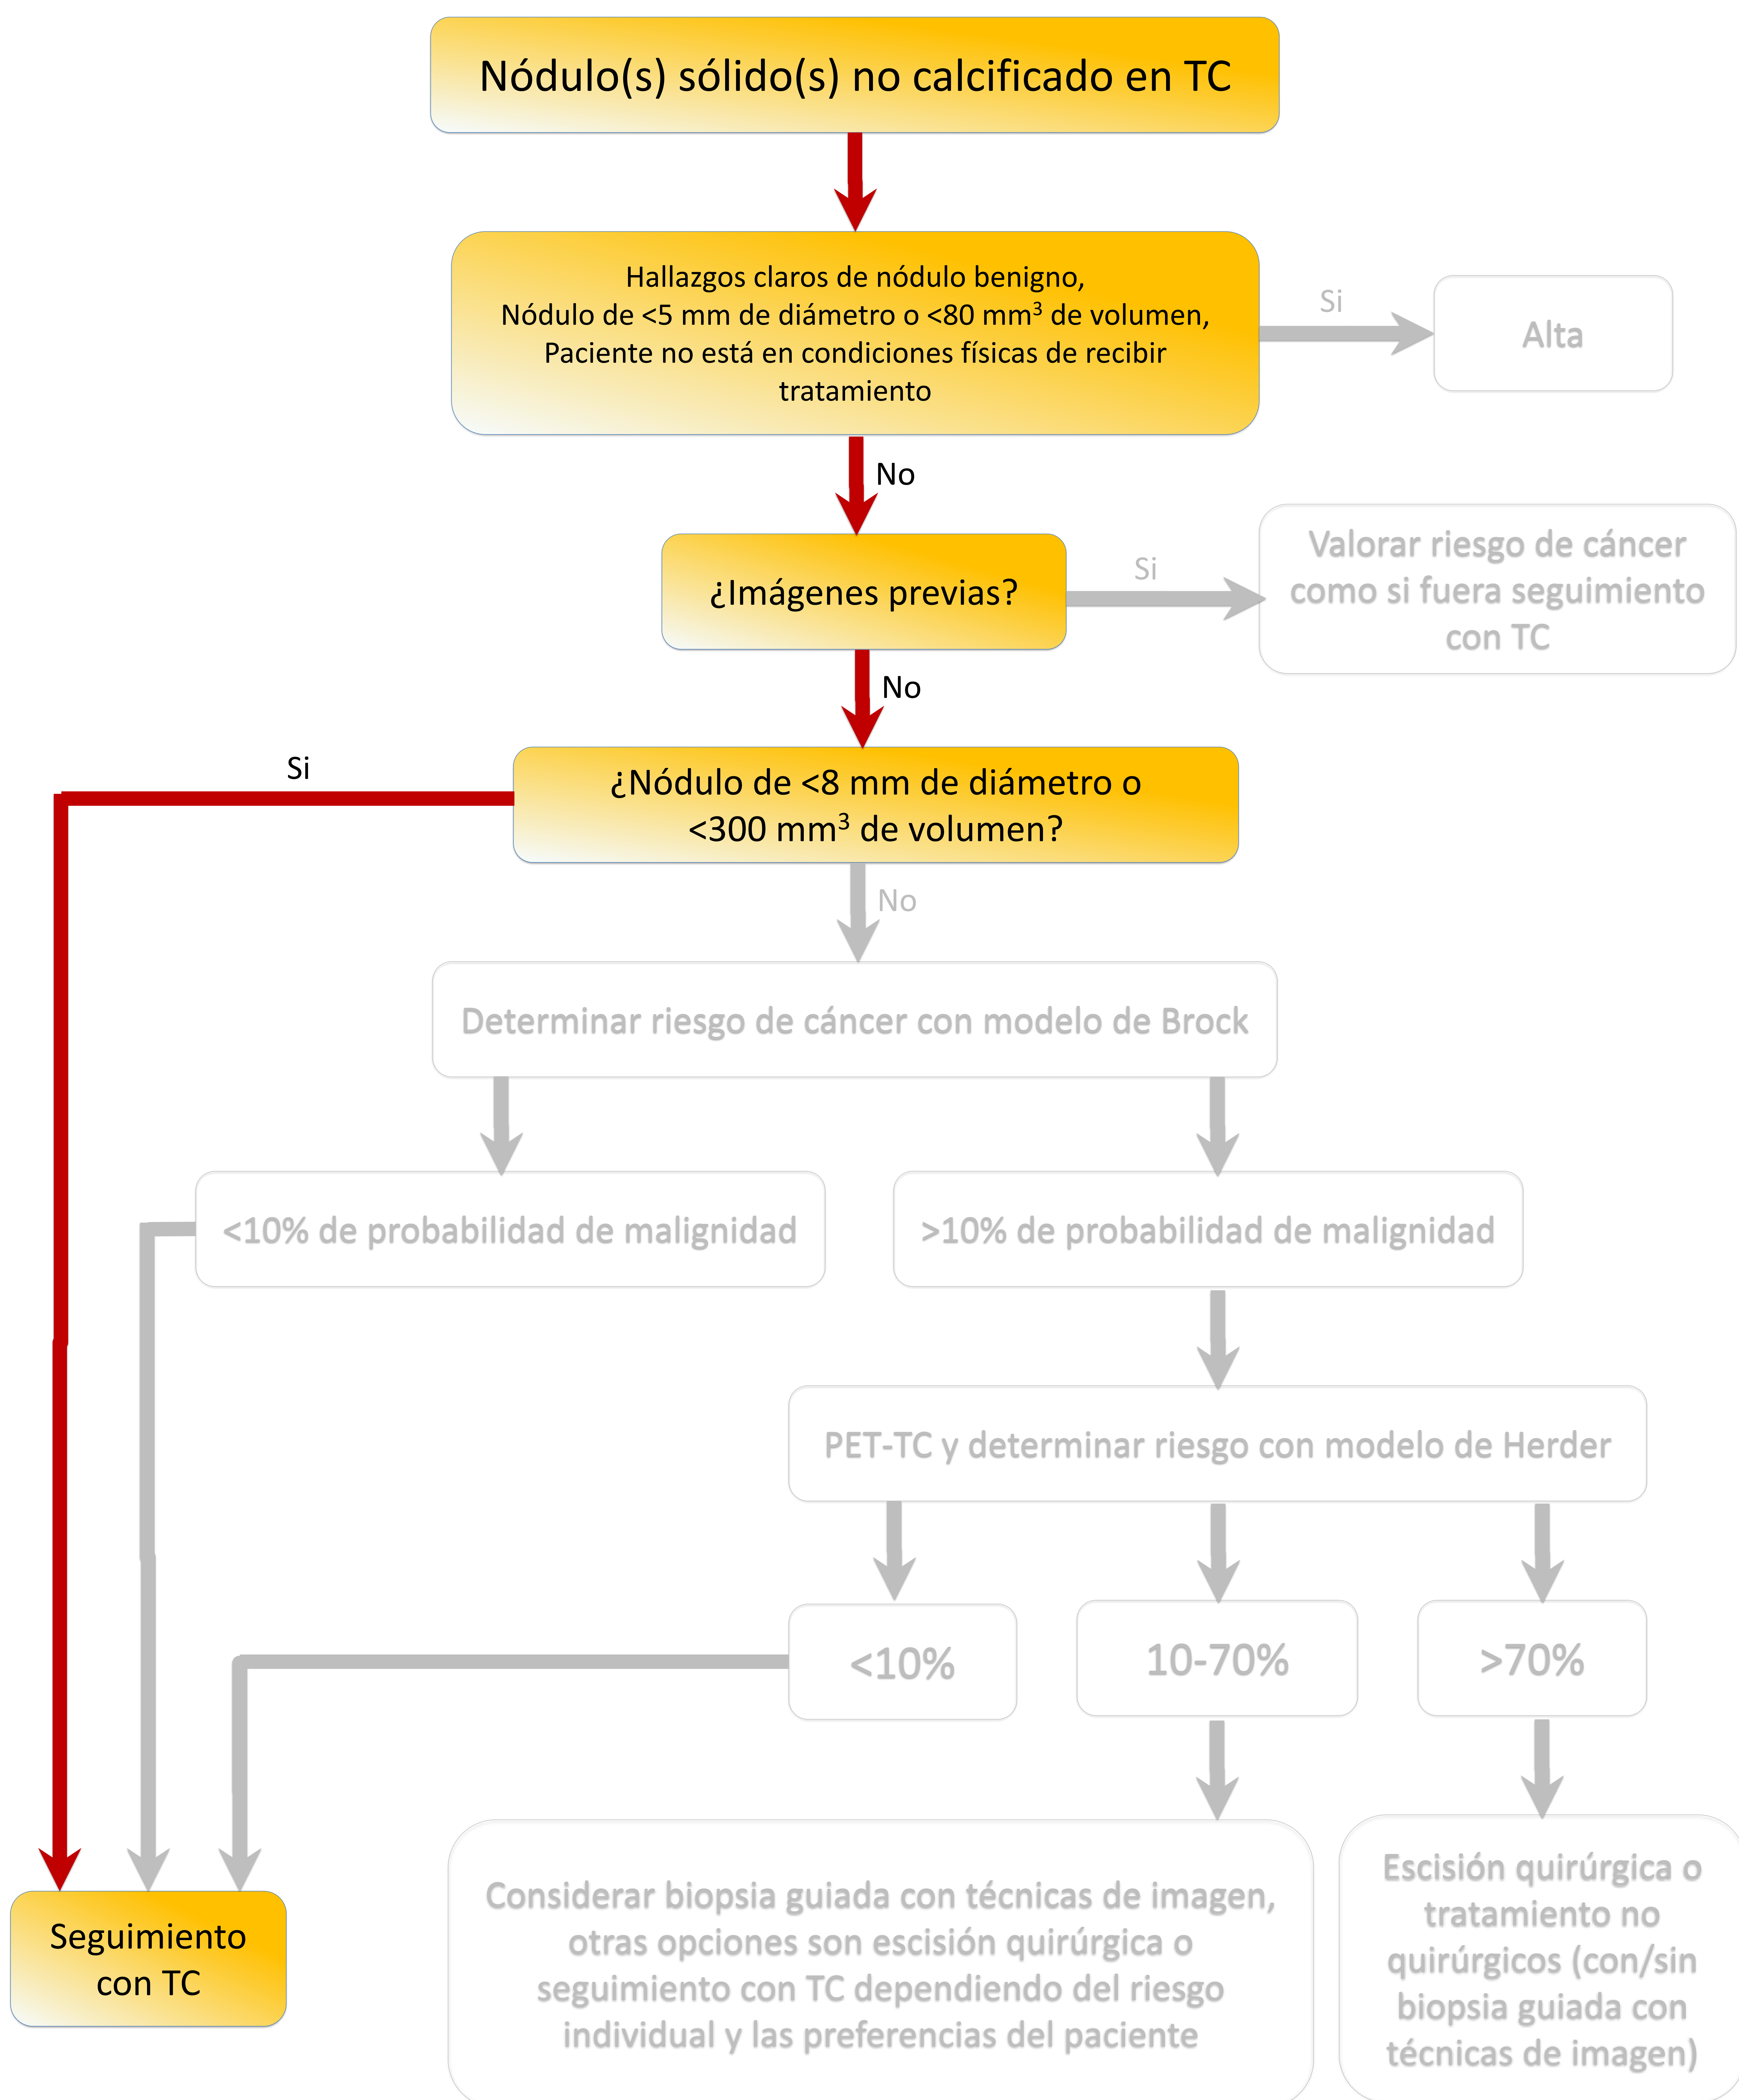 Nódulo(s) sólido(s) no calcificado en TC
Hallazgos claros de nódulo benigno,
Nódulo de <5 mm de diámetro o <80 mm³ de volumen,
Paciente no está en condiciones físicas de recibir
tratamiento
Si
Alta
No
¿Imágenes previas?
Si
Valorar riesgo de cáncer
como si fuera seguimiento
con TC
No
Si
¿Nódulo de <8 mm de diámetro o
<300 mm³ de volumen?
No
Determinar riesgo de cáncer con modelo de Brock
<10% de probabilidad de malignidad
>10% de probabilidad de malignidad
PET-TC y determinar riesgo con modelo de Herder
<10%
10-70%
>70%
Seguimiento
con TC
Considerar biopsia guiada con técnicas de imagen,
otras opciones son escisión quirúrgica o
seguimiento con TC dependiendo del riesgo
individual y las preferencias del paciente
Escisión quirúrgica o
tratamiento no
quirúrgicos (con/sin
biopsia guiada con
técnicas de imagen)